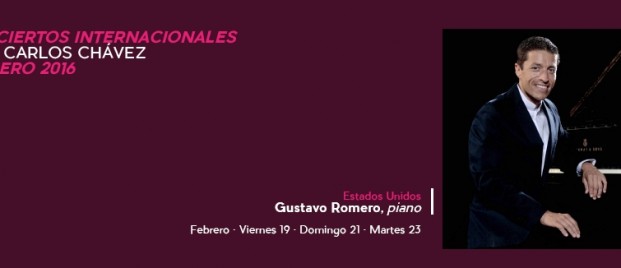 CIERTOS INTERNACIONALES
CARLOS CHÁVEZ
ERO 2016
Estados Unidos
Gustavo Romero, piano
Febrero · Viernes 19 · Domingo 21 · Martes 23